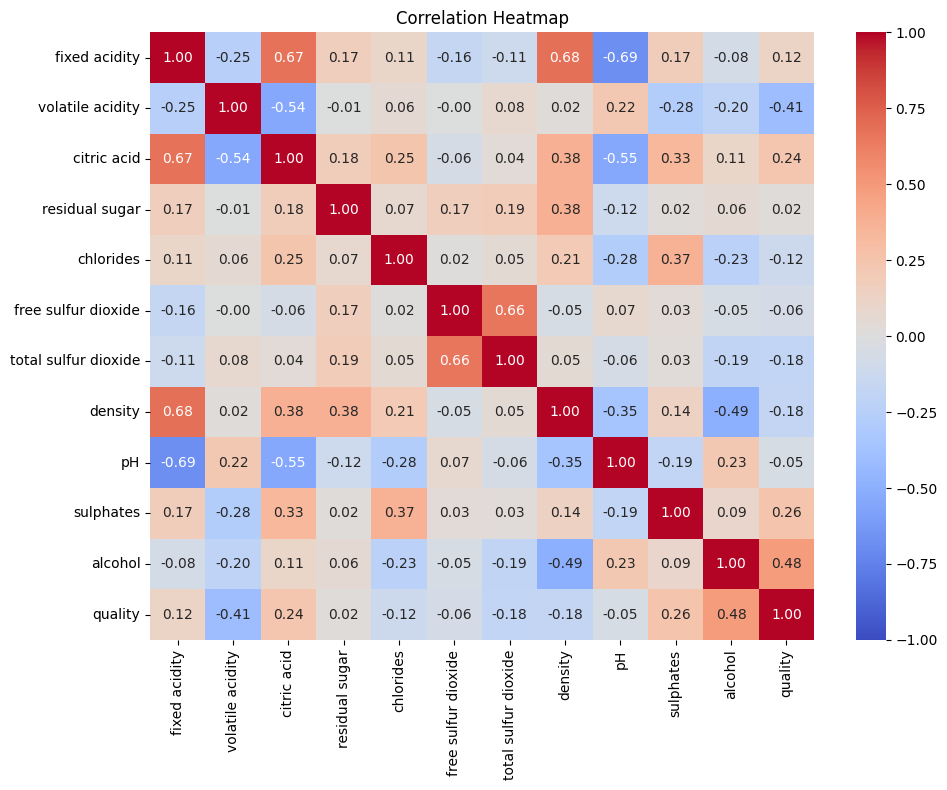 Correlation Heatmap
fixed acidity 1.00 -0.25 0.67 0.17 0.11 -0.16 -0.11 0.68 -0.69 0.17 -0.08 0.12
volatile acidity -0.25 1.00 -0.54 -0.01 0.06 -0.00 0.08 0.02 0.22 -0.28 -0.20 -0.41
citric acid 0.67 -0.54 1.00 0.18 0.25 -0.06 0.04 0.38 -0.55 0.33 0.11 0.24
residual sugar 0.17 -0.01 0.18 1.00 0.07 0.17 0.19 0.38 -0.12 0.02 0.06 0.02
chlorides 0.11 0.06 0.25 0.07 1.00 0.02 0.05 0.21 -0.28 0.37 -0.23 -0.12
free sulfur dioxide -0.16 -0.00 -0.06 0.17 0.02 1.00 0.66 -0.05 0.07 0.03 -0.05 -0.06
total sulfur dioxide -0.11 0.08 0.04 0.19 0.05 0.66 1.00 0.05 -0.06 0.03 -0.19 -0.18
density 0.68 0.02 0.38 0.38 0.21 -0.05 0.05 1.00 -0.35 0.14 -0.49 -0.18
pH -0.69 0.22 -0.55 -0.12 -0.28 0.07 -0.06 -0.35 1.00 -0.19 0.23 -0.05
sulphates 0.17 -0.28 0.33 0.02 0.37 0.03 0.03 0.14 -0.19 1.00 0.09 0.26
alcohol -0.08 -0.20 0.11 0.06 -0.23 -0.05 -0.19 -0.49 0.23 0.09 1.00 0.48
quality 0.12 -0.41 0.24 0.02 -0.12 -0.06 -0.18 -0.18 -0.05 0.26 0.48 1.00
fixed acidity
volatile acidity
citric acid
residual sugar
chlorides
free sulfur dioxide
total sulfur dioxide
density
pH
sulphates
alcohol
quality
1.00
0.75
0.50
0.25
0.00
−0.25
−0.50
−0.75
−1.00